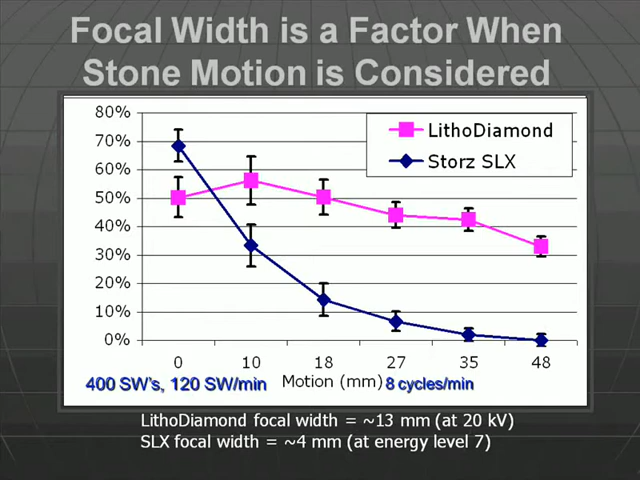 Focal Width is a Factor When
Stone Motion is Considered
80%
70%
60%
50%
40%
30%
20%
10%
0%
LithoDiamond
Storz SLX
0 10 18 27 35 48
400 SW's, 120 SW/min Motion (mm) 8 cycles/min
LithoDiamond focal width = ~13 mm (at 20 kV)
SLX focal width = ~4 mm (at energy level 7)